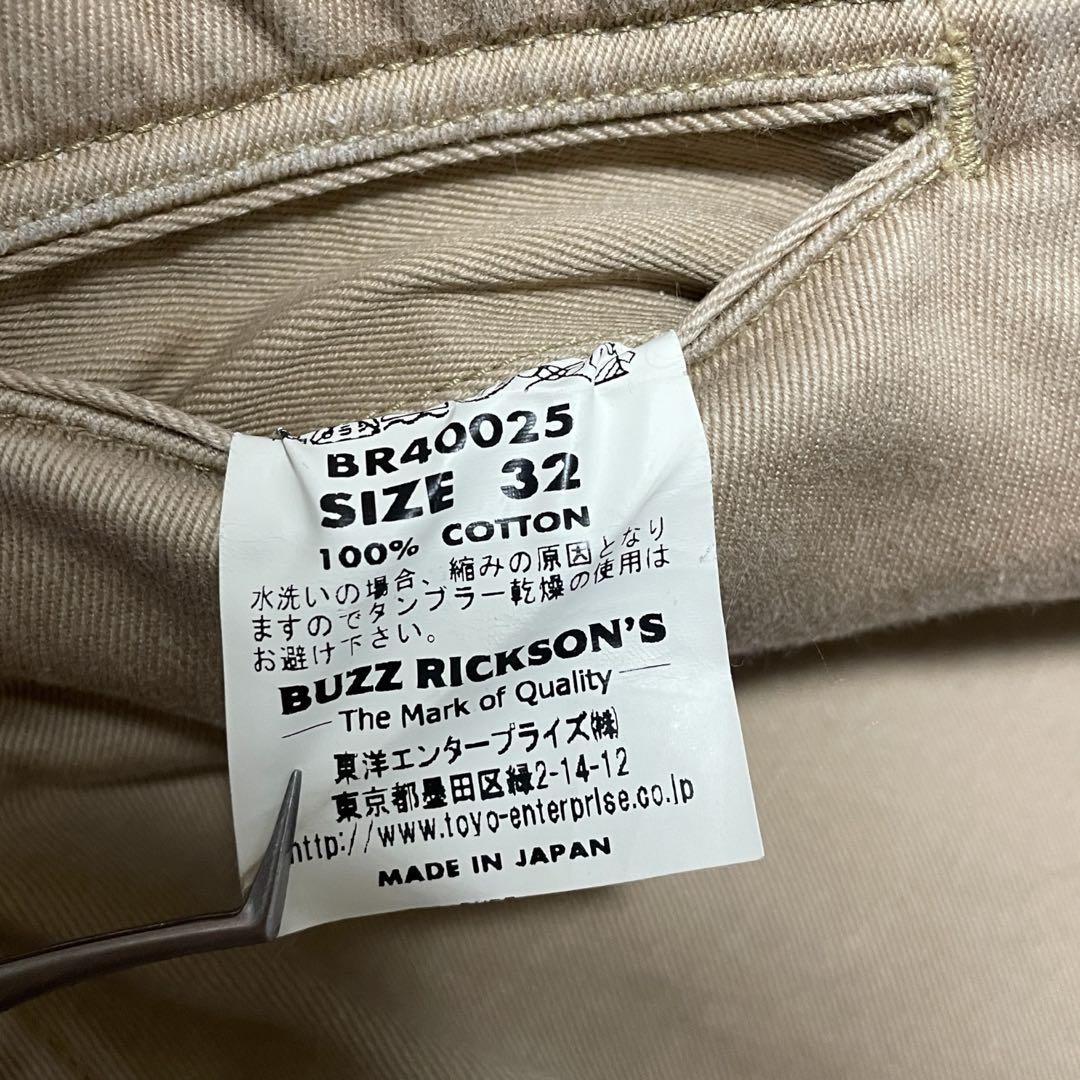 BR40025
SIZE 32
100% COTTON
水洗いの場合、縮みの原因となり
ますのでタンブラー乾燥の使用は
お避け下さい。
BUZZ RICKSON'S
The Mark of Quality
東洋エンタープライズ㈱
東京都墨田区緑2-14-12
http://www.toyo-enterprise.co.jp
MADE IN JAPAN